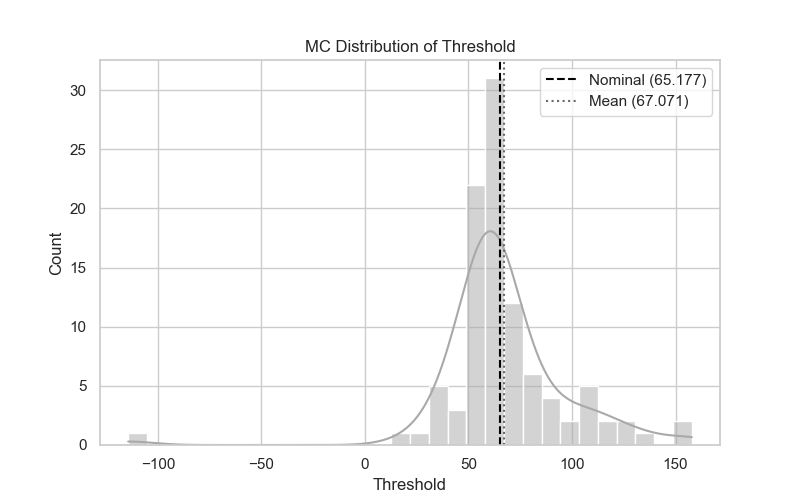 MC Distribution of Threshold
Nominal (65.177)
Mean (67.071)
30
25
20
15
10
5
0
Count
−100
−50
0
50
100
150
Threshold